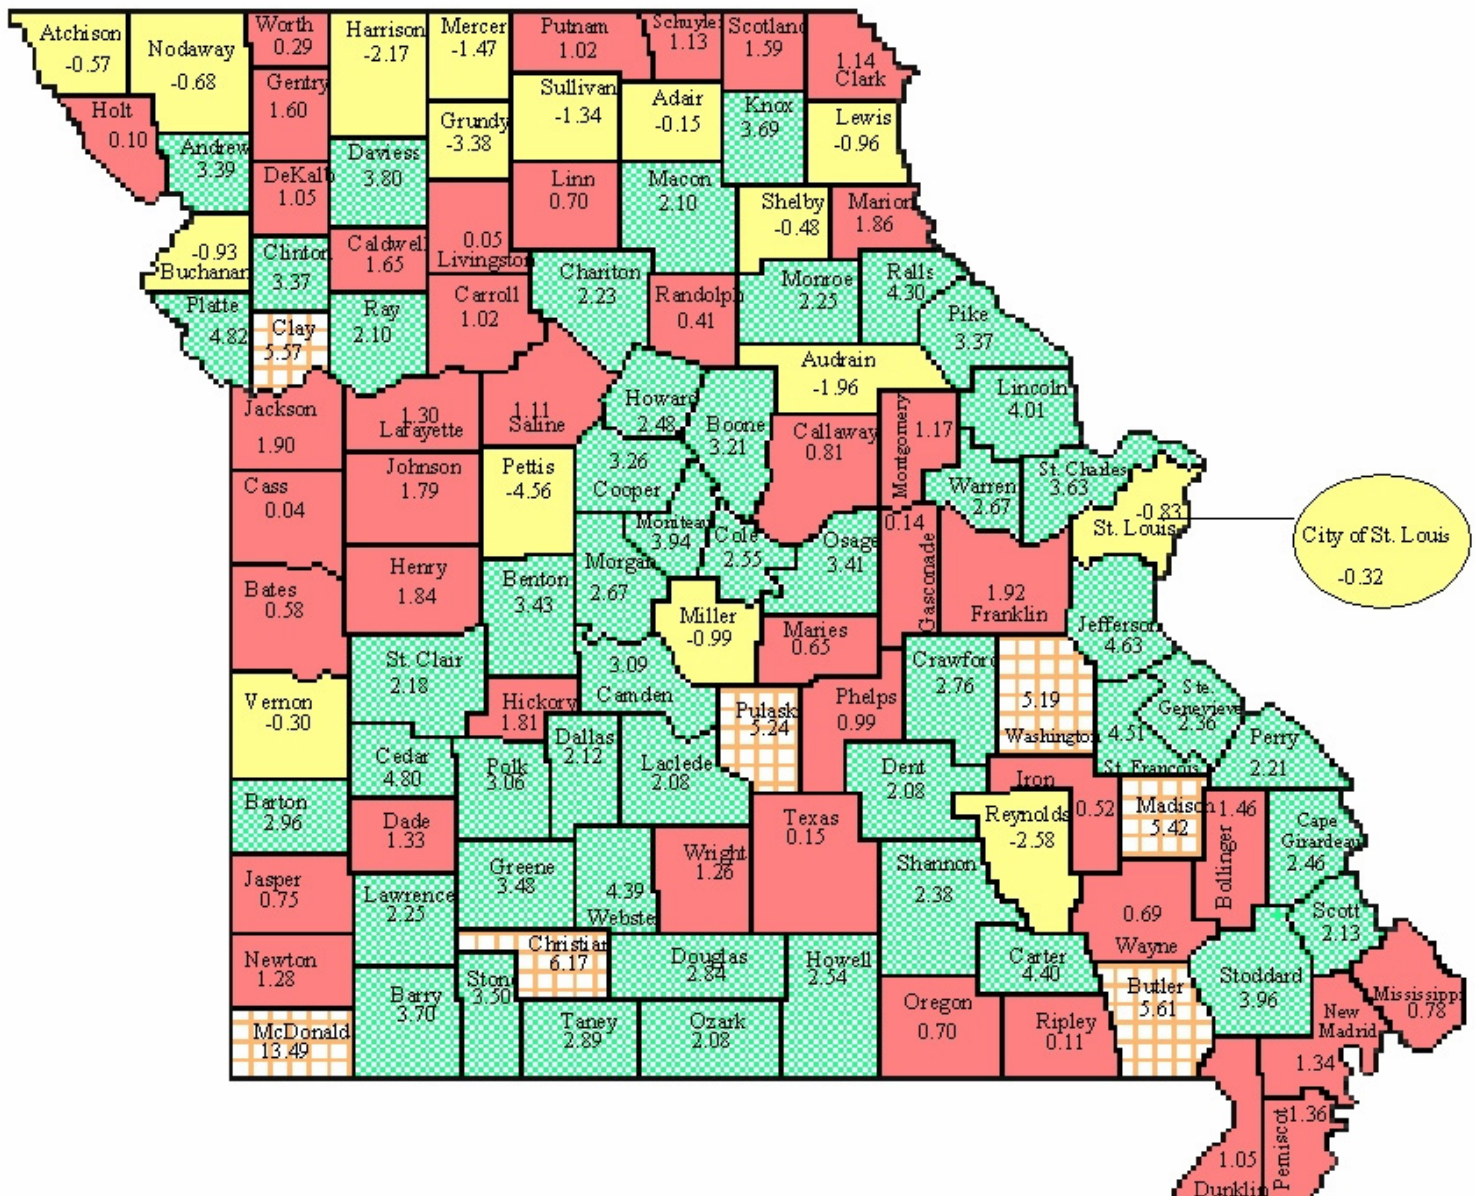 Atchison
-0.57
Nodaway
-0.68
Worth
0.29
Harrison
-2.17
Mercer
-1.47
Putnam
1.02
Schuyler
1.13
Scotland
1.59
1.14
Clark
Holt
0.10
Gentry
1.60
Grundy
-3.38
Sullivan
-1.34
Adair
-0.15
Knox
3.69
Lewis
-0.96
Andrew
3.39
DeKalb
1.05
Daviess
3.80
0.05
Livingston
Linn
0.70
Macon
2.10
Shelby
-0.48
Marion
1.86
-0.93
Buchanan
Clinton
3.37
Caldwell
1.65
Platte
4.82
Clay
5.57
Ray
2.10
Carroll
1.02
Chariton
2.23
Randolph
0.41
Monroe
2.25
Ralls
4.30
Pike
3.37
Audrain
-1.96
Jackson
1.90
1.30
Lafayette
1.11
Saline
Howard
2.48
Boone
3.21
Callaway
0.81
Montgomery
1.17
Lincoln
4.01
Cass
0.04
Johnson
1.79
Pettis
-4.56
3.26
Cooper
Moniteau
3.94
Cole
2.55
Osage
3.41
0.14
Gasconade
Warren
2.67
St. Charles
3.63
-0.83
St. Louis
City of St. Louis
-0.32
Bates
0.58
Henry
1.84
Benton
3.43
Morgan
2.67
Miller
-0.99
Maries
0.65
1.92
Franklin
Jefferson
4.63
Vernon
-0.30
St. Clair
2.18
Hickory
1.81
3.09
Camden
Pulaski
5.24
Phelps
0.99
Crawford
2.76
5.19
Washington
4.51
St. Francois
Ste.
Genevieve
2.36
Perry
2.21
Barton
2.96
Cedar
4.80
Polk
3.06
Dallas
2.12
Laclede
2.08
Dent
2.08
Iron
0.52
Reynolds
-2.58
Madison
5.42
1.46
Bollinger
Cape
Girardeau
2.46
Dade
1.33
Texas
0.15
Jasper
0.75
Lawrence
2.25
Greene
3.48
4.39
Webster
Wright
1.26
Shannon
2.38
0.69
Wayne
Scott
2.13
Newton
1.28
Christian
6.17
Stone
3.50
Douglas
2.84
Howell
2.54
Carter
4.40
Butler
5.61
Stoddard
3.96
Mississippi
0.78
McDonald
13.49
Barry
3.70
Taney
2.89
Ozark
2.08
Oregon
0.70
Ripley
0.11
New
Madrid
1.34
1.05
Dunklin
Pemiscot
1.36